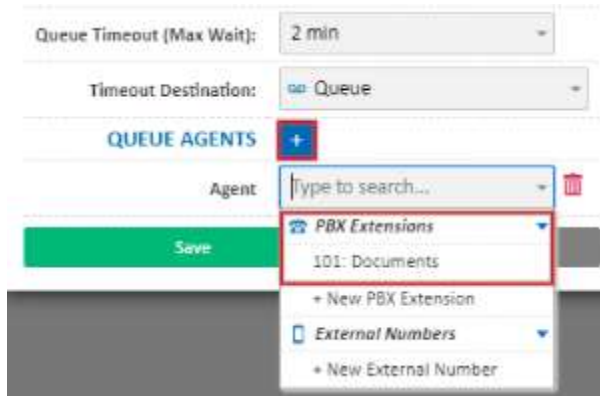 Queue Timeout (Max Wait): 2 min
Timeout Destination: Queue
QUEUE AGENTS +
Agent Type to search...
PBX Extensions
Save
101: Documents
+ New PBX Extension
External Numbers
+ New External Number